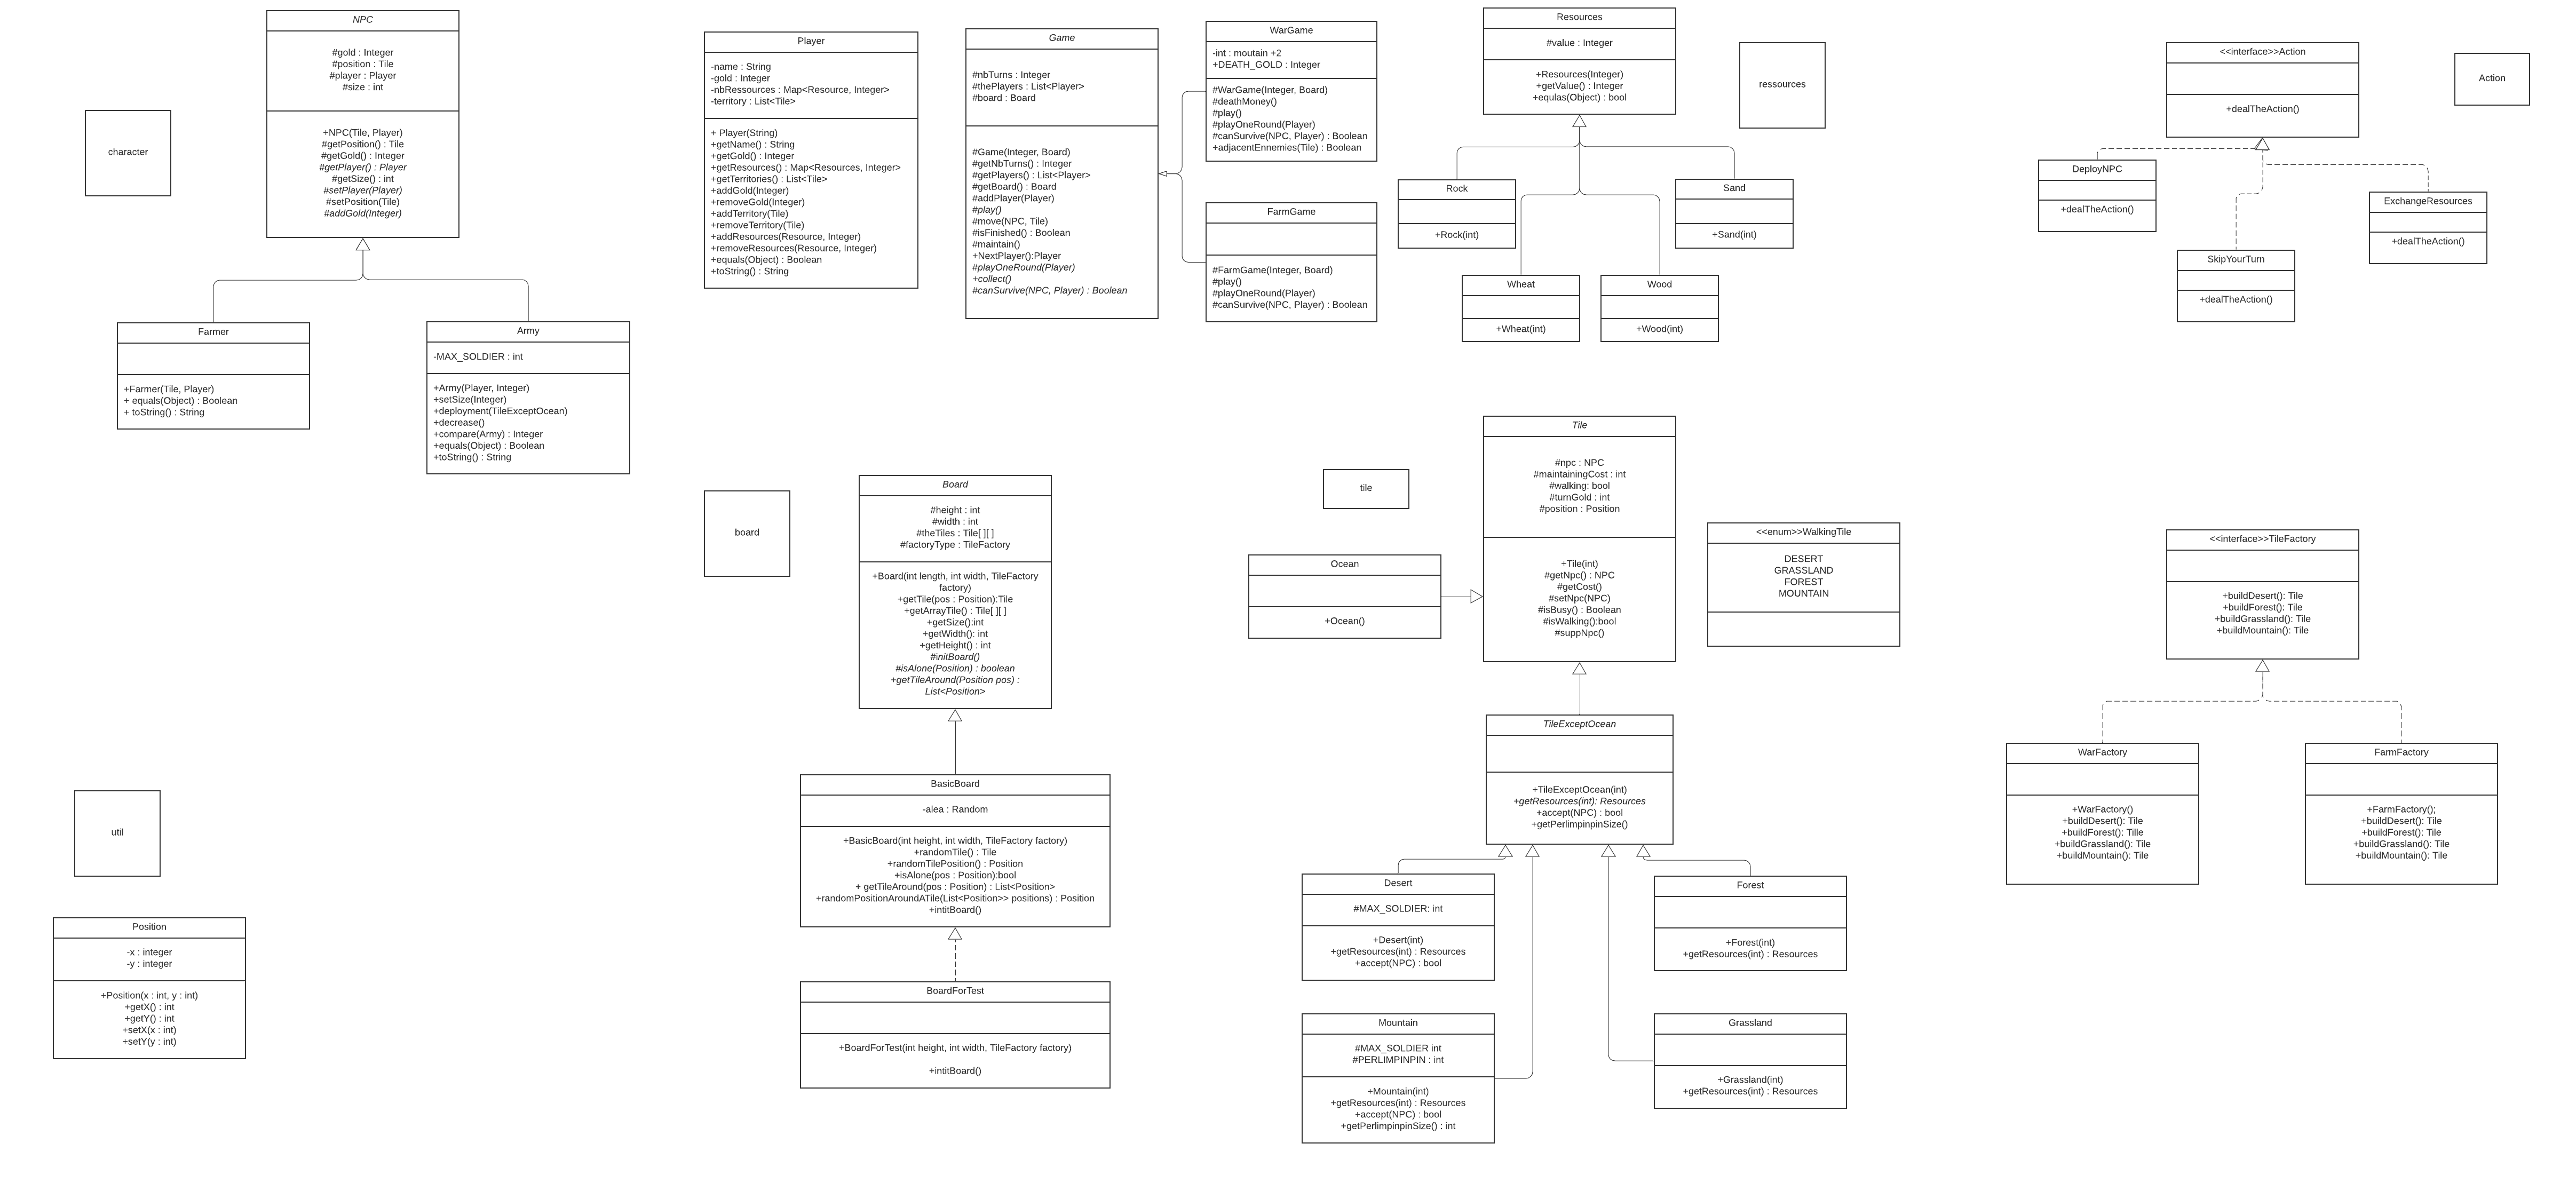 NPC
#gold : Integer
#position : Tile
#player : Player
#size : int
+NPC(Tile, Player)
#getPosition() : Tile
#getGold() : Integer
#getPlayer() : Player
#getSize() : int
#setPlayer(Player)
#setPosition(Tile)
#addGold(Integer)
character
Farmer
+Farmer(Tile, Player)
+ equals(Object) : Boolean
+ toString() : String
Army
-MAX_SOLDIER : int
+Army(Player, Integer)
+setSize(Integer)
+deployment(TileExceptOcean)
+decrease()
+compare(Army) : Integer
+equals(Object) : Boolean
+toString() : String
Player
-name : String
-gold : Integer
-nbRessources : Map<Resource, Integer>
-territory : List<Tile>
+ Player(String)
+getName() : String
+getGold() : Integer
+getResources() : Map<Resources, Integer>
+getTerritories() : List<Tile>
+addGold(Integer)
+removeGold(Integer)
+addTerritory(Tile)
+removeTerritory(Tile)
+addResources(Resource, Integer)
+removeResources(Resource, Integer)
+equals(Object) : Boolean
+toString() : String
Game
#nbTurns : Integer
#thePlayers : List<Player>
#board : Board
#Game(Integer, Board)
#getNbTurns() : Integer
#getPlayers() : List<Player>
#getBoard() : Board
#addPlayer(Player)
#play()
#move(NPC, Tile)
#isFinished() : Boolean
#maintain()
+NextPlayer():Player
#playOneRound(Player)
+collect()
#canSurvive(NPC, Player) : Boolean
WarGame
-int : moutain +2
+DEATH_GOLD : Integer
#WarGame(Integer, Board)
#deathMoney()
#play()
#playOneRound(Player)
#canSurvive(NPC, Player) : Boolean
+adjacentEnnemies(Tile) : Boolean
FarmGame
#FarmGame(Integer, Board)
#play()
#playOneRound(Player)
#canSurvive(NPC, Player) : Boolean
Resources
#value : Integer
+Resources(Integer)
+getValue() : Integer
+equlas(Object) : bool
ressources
Rock
+Rock(int)
Sand
+Sand(int)
Wheat
+Wheat(int)
Wood
+Wood(int)
<<interface>>Action
+dealTheAction()
Action
DeployNPC
+dealTheAction()
ExchangeResources
+dealTheAction()
SkipYourTurn
+dealTheAction()
board
Board
#height : int
#width : int
#theTiles : Tile[ ][ ]
#factoryType : TileFactory
+Board(int length, int width, TileFactory
factory)
+getTile(pos : Position):Tile
+getArrayTile() : Tile[ ][ ]
+getSize():int
+getWidth(): int
+getHeight() : int
#initBoard()
#isAlone(Position) : boolean
+getTileAround(Position pos) :
List<Position>
BasicBoard
-alea : Random
+BasicBoard(int height, int width, TileFactory factory)
+randomTile() : Tile
+randomTilePosition() : Position
+isAlone(pos : Position):bool
+ getTileAround(pos : Position) : List<Position>
+randomPositionAroundATile(List<Position>> positions) : Position
+intitBoard()
BoardForTest
+BoardForTest(int height, int width, TileFactory factory)
+intitBoard()
tile
Tile
#npc : NPC
#maintainingCost : int
#walking: bool
#turnGold : int
#position : Position
+Tile(int)
#getNpc() : NPC
#getCost()
#setNpc(NPC)
#isBusy() : Boolean
#isWalking():bool
#suppNpc()
Ocean
+Ocean()
<<enum>>WalkingTile
DESERT
GRASSLAND
FOREST
MOUNTAIN
TileExceptOcean
+TileExceptOcean(int)
+getResources(int): Resources
+accept(NPC) : bool
+getPerlimpinpinSize()
Desert
#MAX_SOLDIER: int
+Desert(int)
+getResources(int) : Resources
+accept(NPC) : bool
Forest
+Forest(int)
+getResources(int) : Resources
Mountain
#MAX_SOLDIER int
#PERLIMPINPIN : int
+Mountain(int)
+getResources(int) : Resources
+accept(NPC) : bool
+getPerlimpinpinSize() : int
Grassland
+Grassland(int)
+getResources(int) : Resources
<<interface>>TileFactory
+buildDesert(): Tile
+buildForest(): Tile
+buildGrassland(): Tile
+buildMountain(): Tile
WarFactory
+WarFactory()
+buildDesert(): Tile
+buildForest(): Tille
+buildGrassland(): Tile
+buildMountain(): Tile
FarmFactory
+FarmFactory();
+buildDesert(): Tile
+buildForest(): Tile
+buildGrassland(): Tile
+buildMountain(): Tile
util
Position
-x : integer
-y : integer
+Position(x : int, y : int)
+getX() : int
+getY() : int
+setX(x : int)
+setY(y : int)